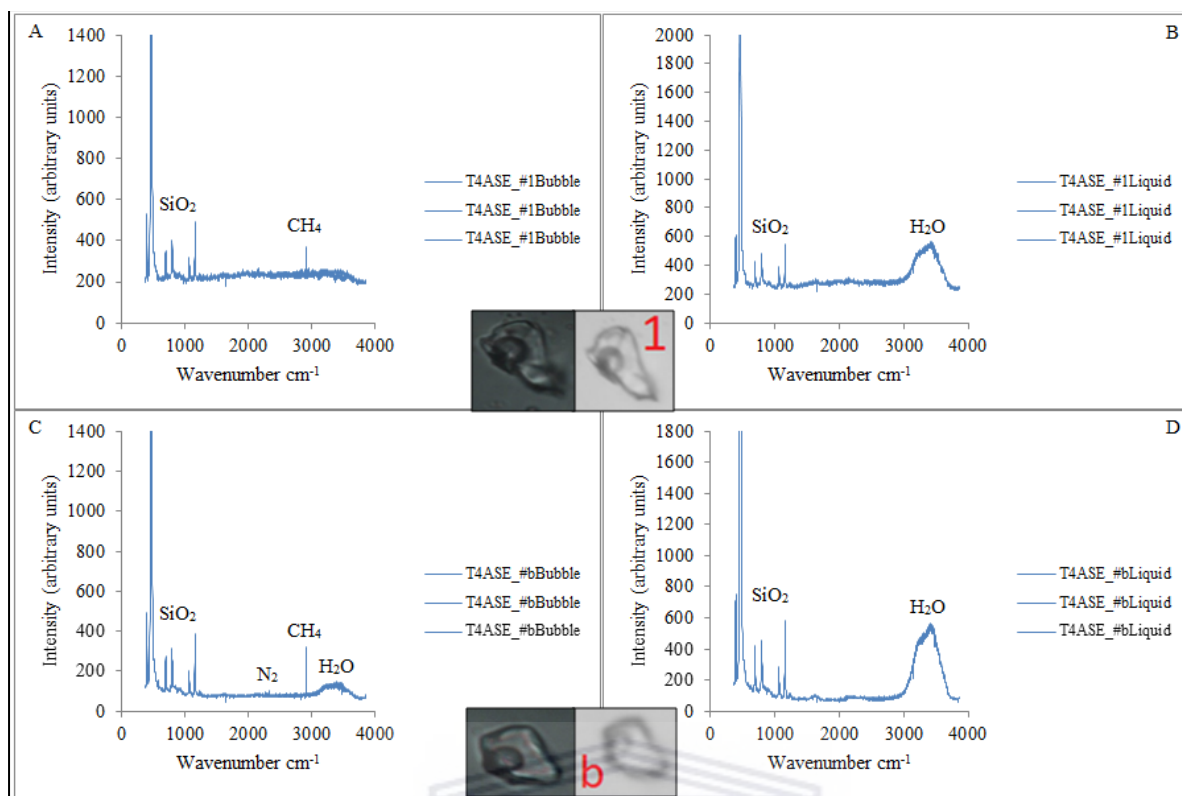 A
Intensity (arbitrary units)
1400
1200
1000
800
600
400
200
0
SiO₂
CH₄
T4ASE_#1Bubble
T4ASE_#1Bubble
T4ASE_#1Bubble
0 1000 2000 3000 4000
Wavenumber cm⁻¹
B
Intensity (arbitrary units)
2000
1800
1600
1400
1200
1000
800
600
400
200
0
SiO₂
H₂O
T4ASE_#1Liquid
T4ASE_#1Liquid
T4ASE_#1Liquid
0 1000 2000 3000 4000
Wavenumber cm⁻¹
1
C
Intensity (arbitrary units)
1400
1200
1000
800
600
400
200
0
SiO₂
N₂
CH₄
H₂O
T4ASE_#bBubble
T4ASE_#bBubble
T4ASE_#bBubble
0 1000 2000 3000 4000
Wavenumber cm⁻¹
D
Intensity (arbitrary units)
1800
1600
1400
1200
1000
800
600
400
200
0
SiO₂
H₂O
T4ASE_#bLiquid
T4ASE_#bLiquid
T4ASE_#bLiquid
0 1000 2000 3000 4000
Wavenumber cm⁻¹
b